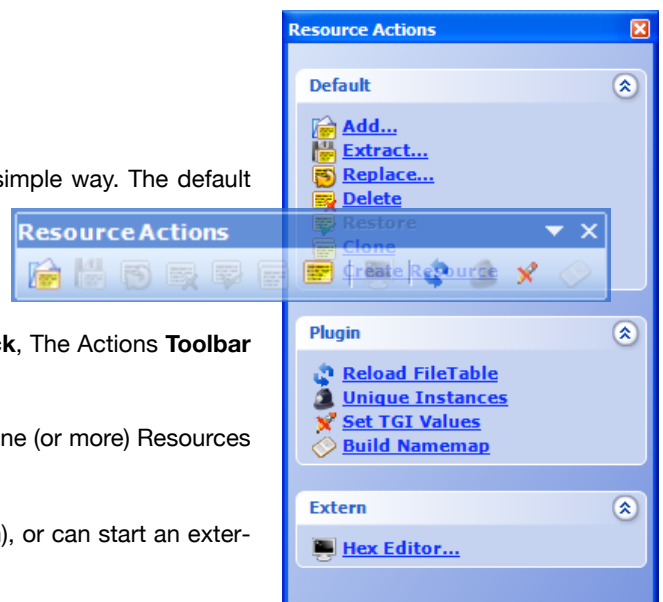 Resource Actions
Default
Add...
Extract...
Replace...
Delete
Restore
Clone
Create Resource
simple way. The default
Resource Actions
ck, The Actions Toolbar
ne (or more) Resources
), or can start an exter-
Plugin
Reload FileTable
Unique Instances
Set TGI Values
Build Namemap
Extern
Hex Editor...